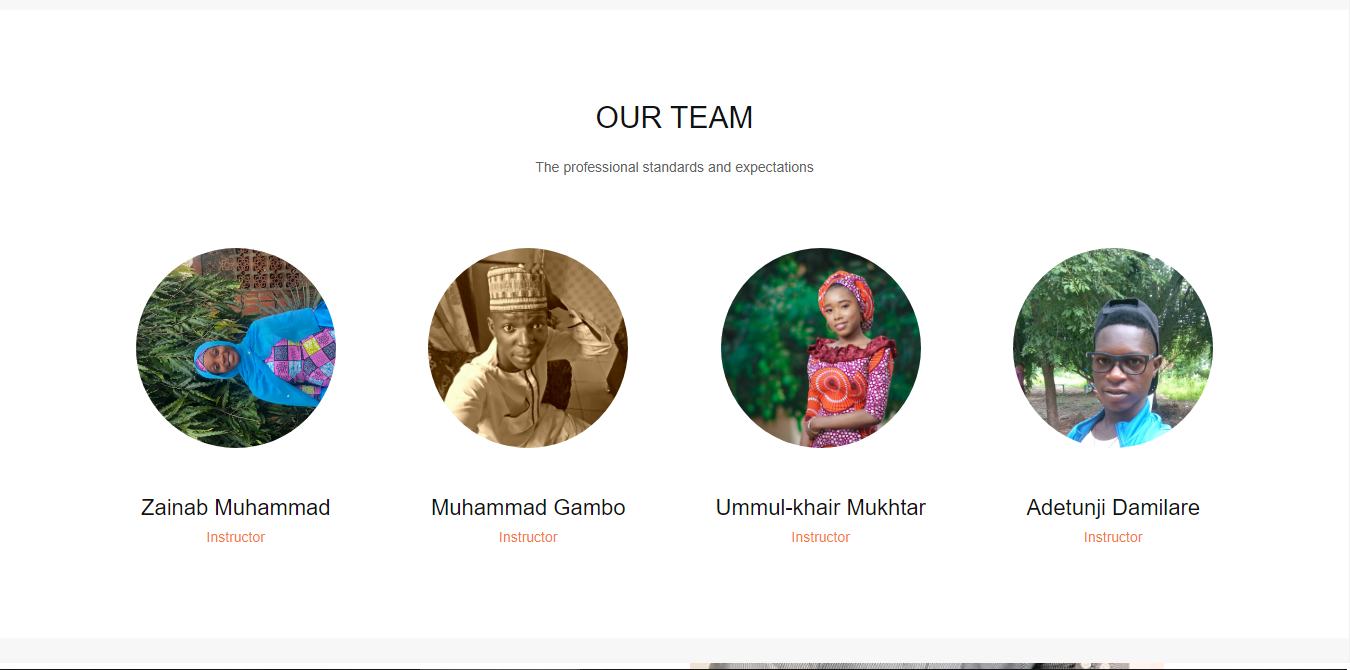 OUR TEAM
The professional standards and expectations
Zainab Muhammad
Muhammad Gambo
Ummul-khair Mukhtar
Adetunji Damilare
Instructor
Instructor
Instructor
Instructor